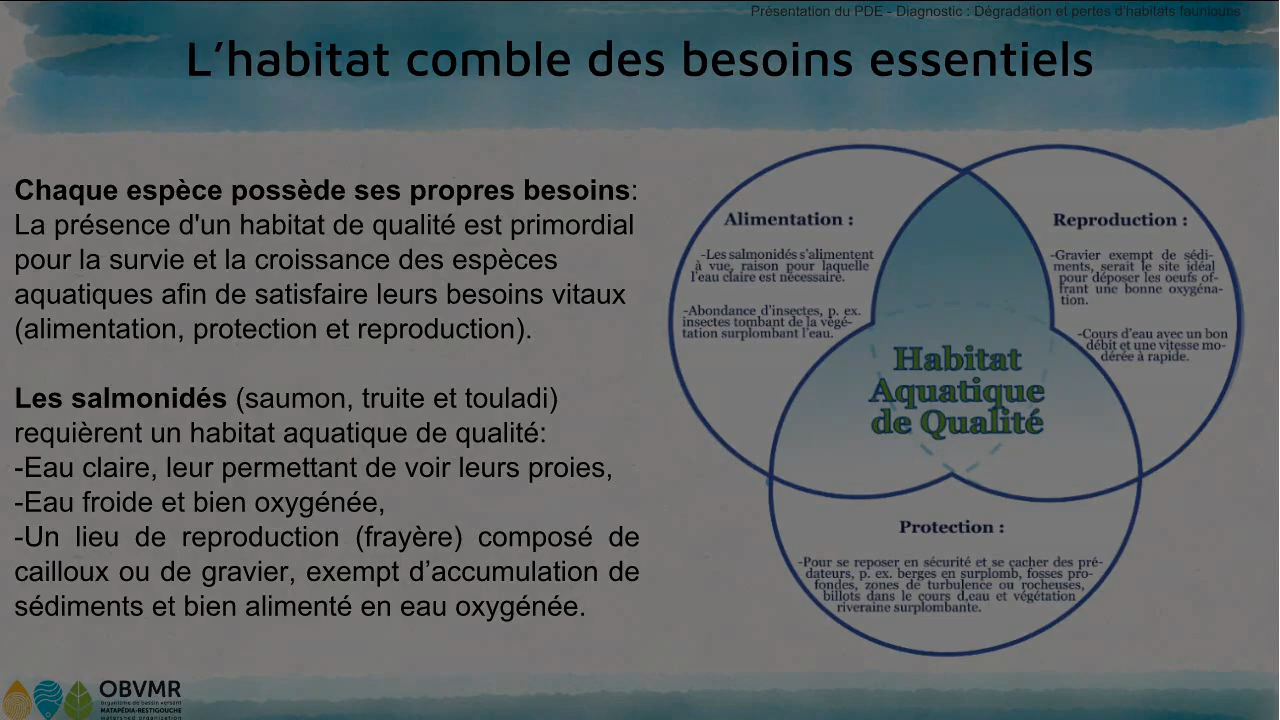 Présentation du PDE - Diagnostic : Dégradation et pertes d'habitats fauniques
L'habitat comble des besoins essentiels
Chaque espèce possède ses propres besoins:
La présence d'un habitat de qualité est primordial
pour la survie et la croissance des espèces
aquatiques afin de satisfaire leurs besoins vitaux
(alimentation, protection et reproduction).
Les salmonidés (saumon, truite et touladi)
requièrent un habitat aquatique de qualité:
-Eau claire, leur permettant de voir leurs proies,
-Eau froide et bien oxygénée,
-Un lieu de reproduction (frayère) composé de
cailloux ou de gravier, exempt d'accumulation de
sédiments et bien alimenté en eau oxygénée.
Alimentation :
-Les salmonidés s'alimentent
à vue, raison pour laquelle
l'eau claire est nécessaire.
-Abondance d'insectes, p. ex.
insectes tombant de la végé-
tation surplombant l'eau.
Reproduction :
-Gravier exempt de sédi-
ments, serait le site idéal
pour déposer les oeufs of-
frant une bonne oxygéna-
tion.
-Cours d'eau avec un bon
débit et une vitesse mo-
dérée à rapide.
Habitat
Aquatique
de Qualité
Protection :
-Pour se reposer en sécurité et se cacher des pré-
dateurs, p. ex. berges en surplomb, fosses pro-
fondes, zones de turbulence ou rocheuses,
billots dans le cours d,eau et végétation
riveraine surplombante.
OBVMR
organisme de bassin versant
MATAPÉDIA-RESTIGOUCHE
watershed organization